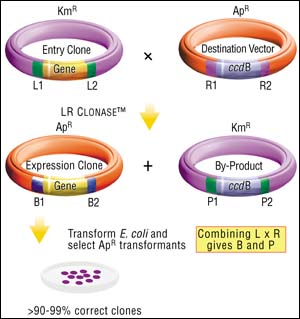 Kmᴿ
Apᴿ
Entry Clone × Destination Vector
Gene
ccdB
L1 L2
R1 R2
LR CLONASE™
Apᴿ
Kmᴿ
Expression Clone + By-Product
Gene
ccdB
B1 B2
P1 P2
Transform E. coli and
select Apᴿ transformants
Combining L x R
gives B and P
>90-99% correct clones